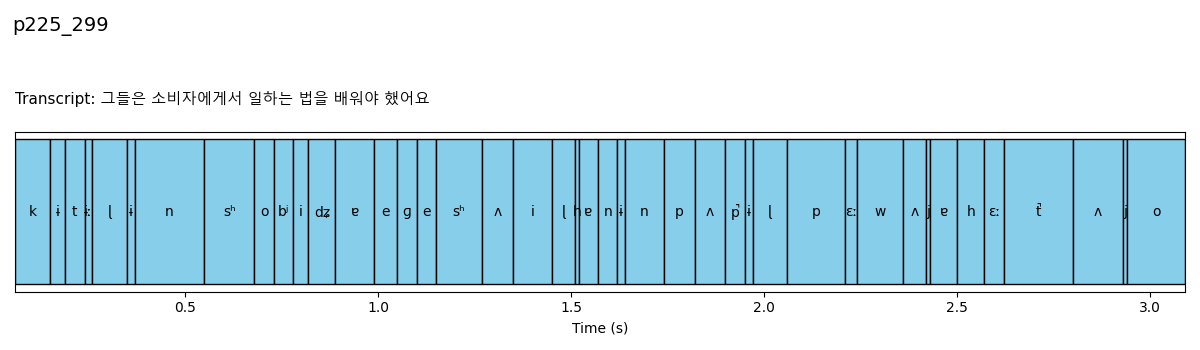 p225_299
Transcript: 그들은 소비자에게서 일하는 법을 배워야 했어요
k ɨ t ɨː ɭ ɨ n sʰ o bʲ i dʑ ɐ e ɡ e sʰ ʌ i ɭ h ɐ n ɨ n p ʌ p̚ ɨ ɭ p ɛː w ʌ j ɐ h ɛː t̚ ʌ j o
0.5 1.0 1.5 2.0 2.5 3.0
Time (s)